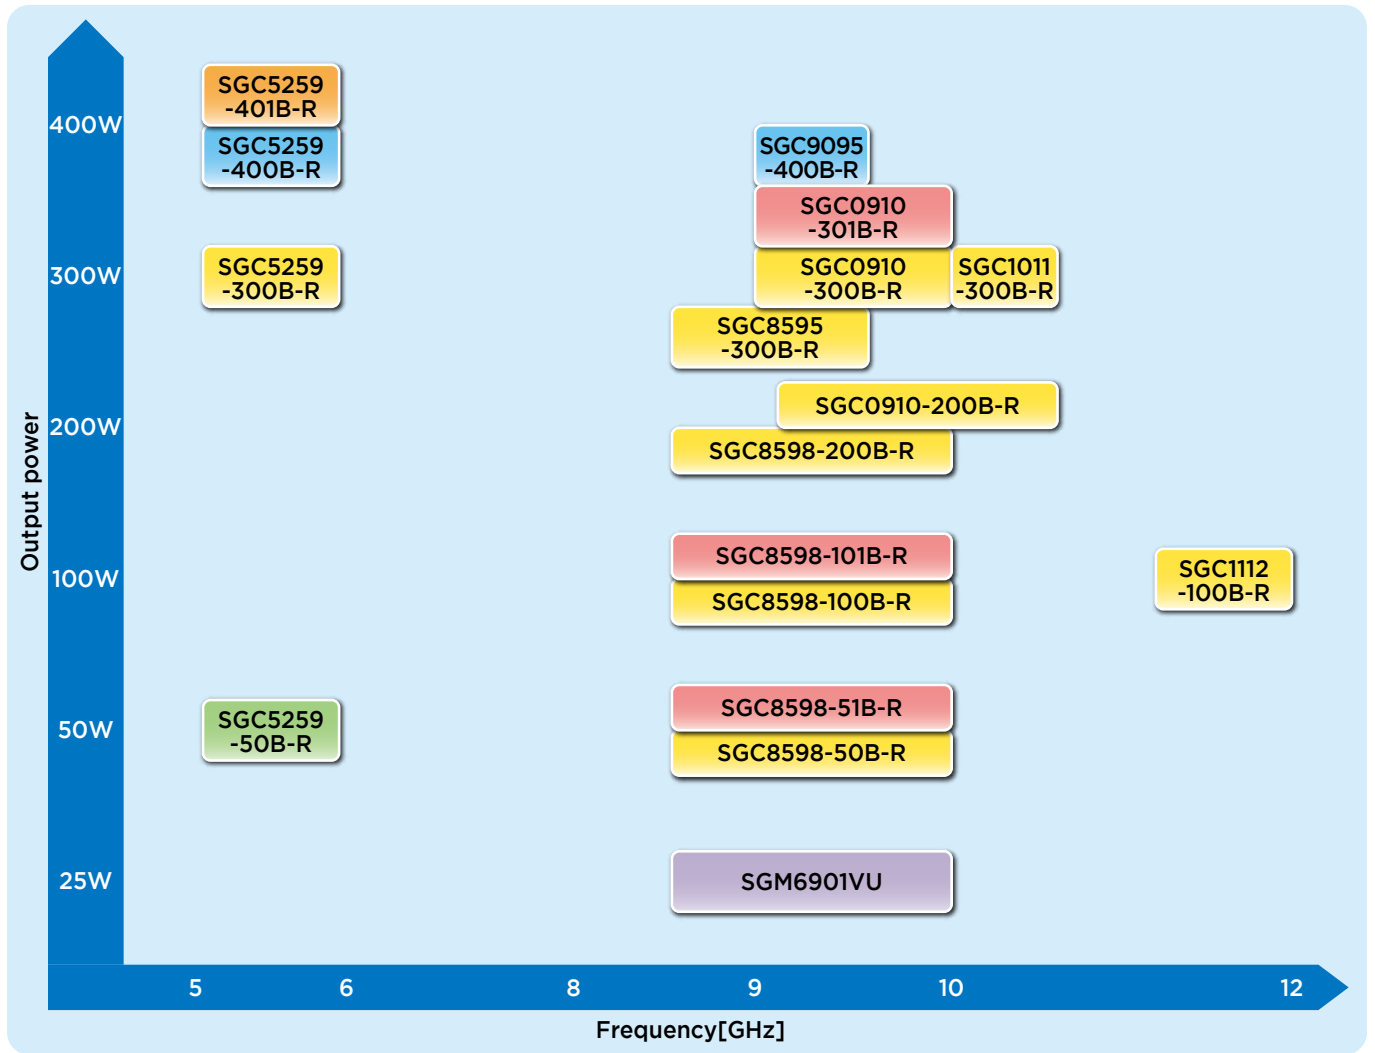 SGC5259
-401B-R
400W
SGC5259
-400B-R
SGC9095
-400B-R
SGC0910
-301B-R
300W
SGC5259
-300B-R
SGC0910
-300B-R
SGC1011
-300B-R
SGC8595
-300B-R
SGC0910-200B-R
200W
SGC8598-200B-R
Output power
SGC8598-101B-R
100W
SGC8598-100B-R
SGC1112
-100B-R
SGC8598-51B-R
50W
SGC5259
-50B-R
SGC8598-50B-R
25W
SGM6901VU
5 6 8 9 10 12
Frequency[GHz]